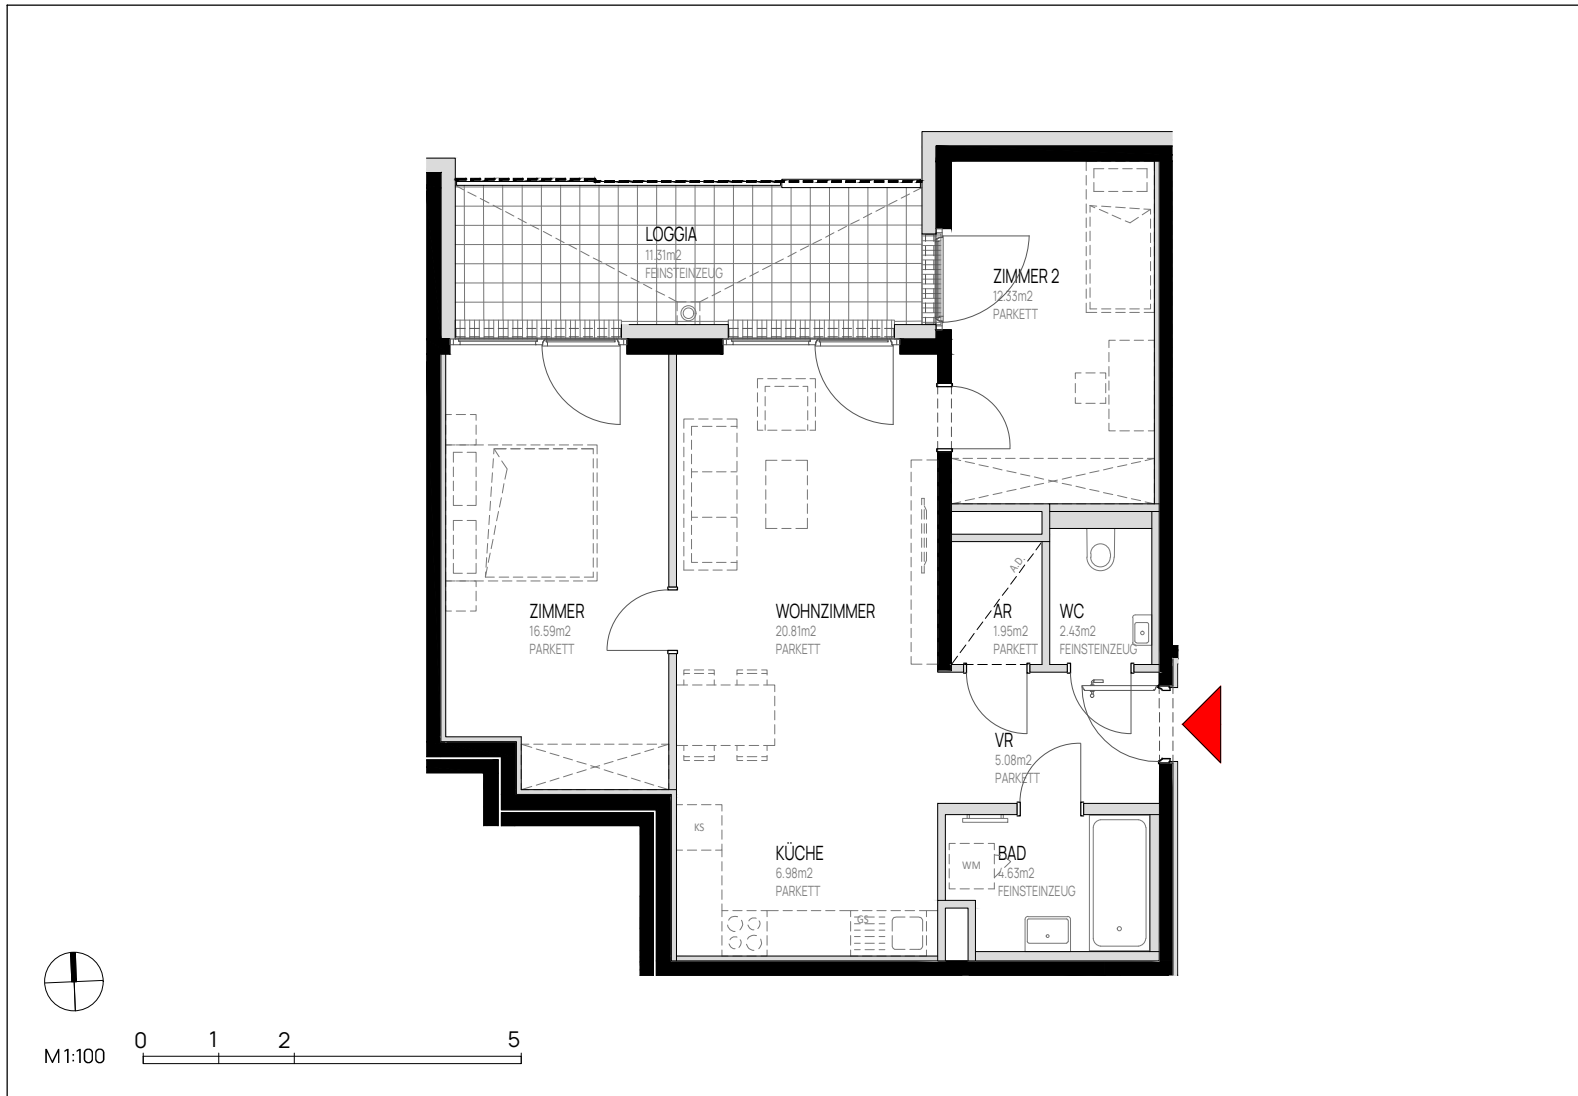 LOGGIA
11.31m2
FEINSTEINZEUG
ZIMMER 2
12.33m2
PARKETT
A.D.
ZIMMER
16.59m2
PARKETT
WOHNZIMMER
20.81m2
PARKETT
AR
1.95m2
PARKETT
WC
2.43m2
FEINSTEINZEUG
VR
5.08m2
PARKETT
KS
KÜCHE
6.98m2
PARKETT
WM
BAD
4.63m2
FEINSTEINZEUG
GS
M 1:100
0 1 2 5